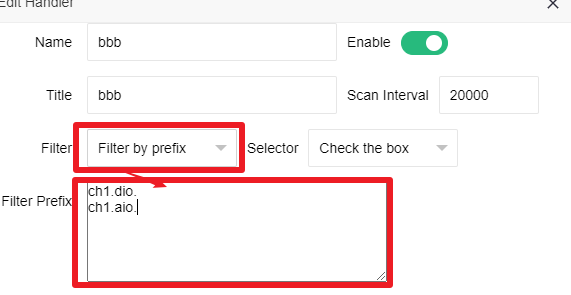 Edit Handler
Name bbb Enable
Title bbb Scan Interval 20000
Filter Filter by prefix Selector Check the box
Filter Prefix ch1.dio.
ch1.aio.